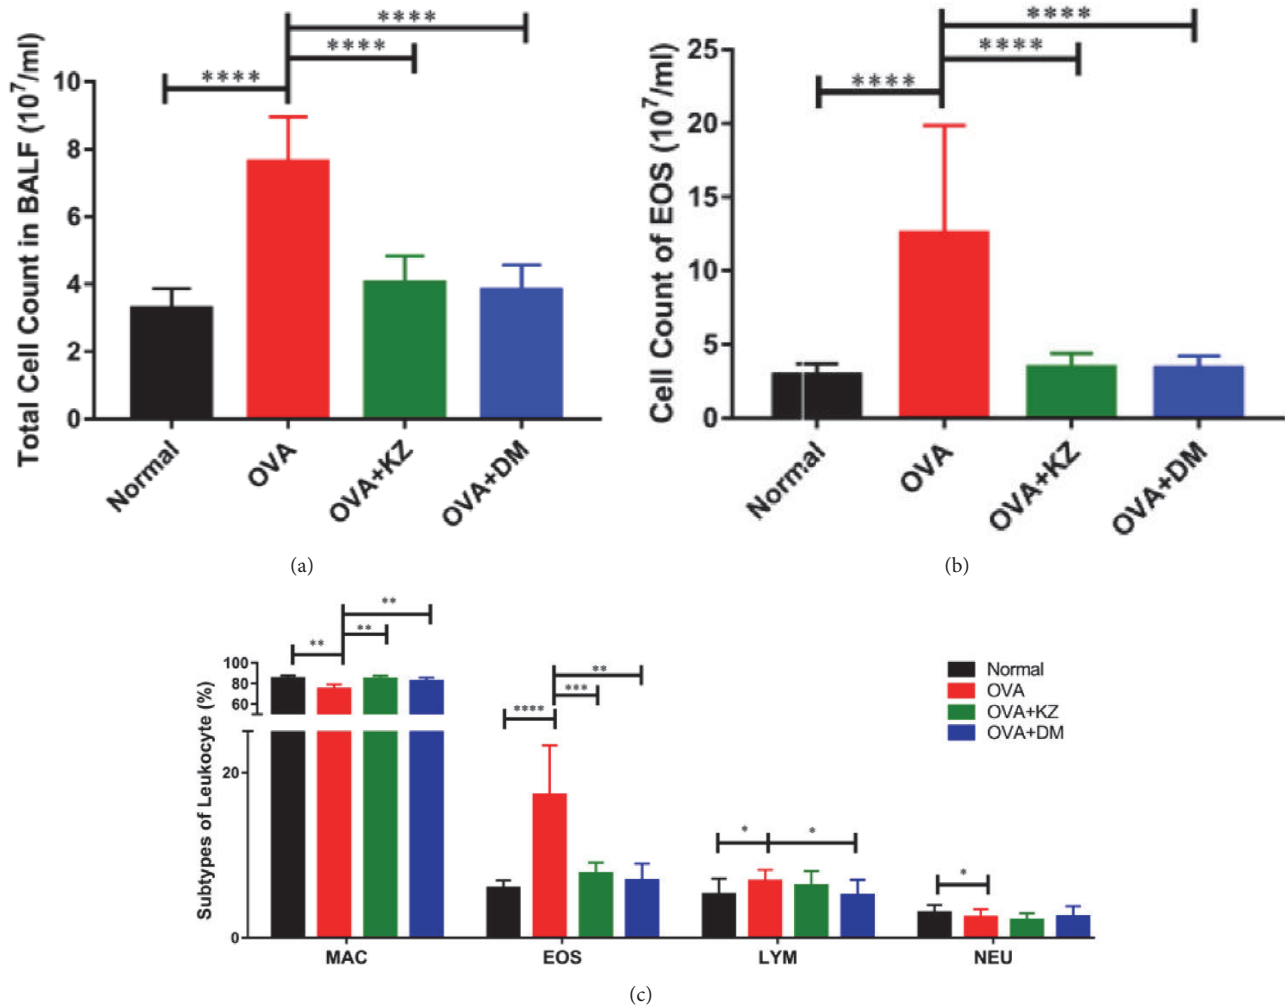 ****
****
****
10
8
6
4
2
0
Total Cell Count in BALF (10⁷/ml)
Normal
OVA
OVA+KZ
OVA+DM
(a)
****
****
****
25
20
15
10
5
0
Cell Count of EOS (10⁷/ml)
Normal
OVA
OVA+KZ
OVA+DM
(b)
**
**
**
100
80
60
20
0
Subtypes of Leukocyte (%)
**
***
****
*
*
*
MAC
EOS
LYM
NEU
Normal
OVA
OVA+KZ
OVA+DM
(c)